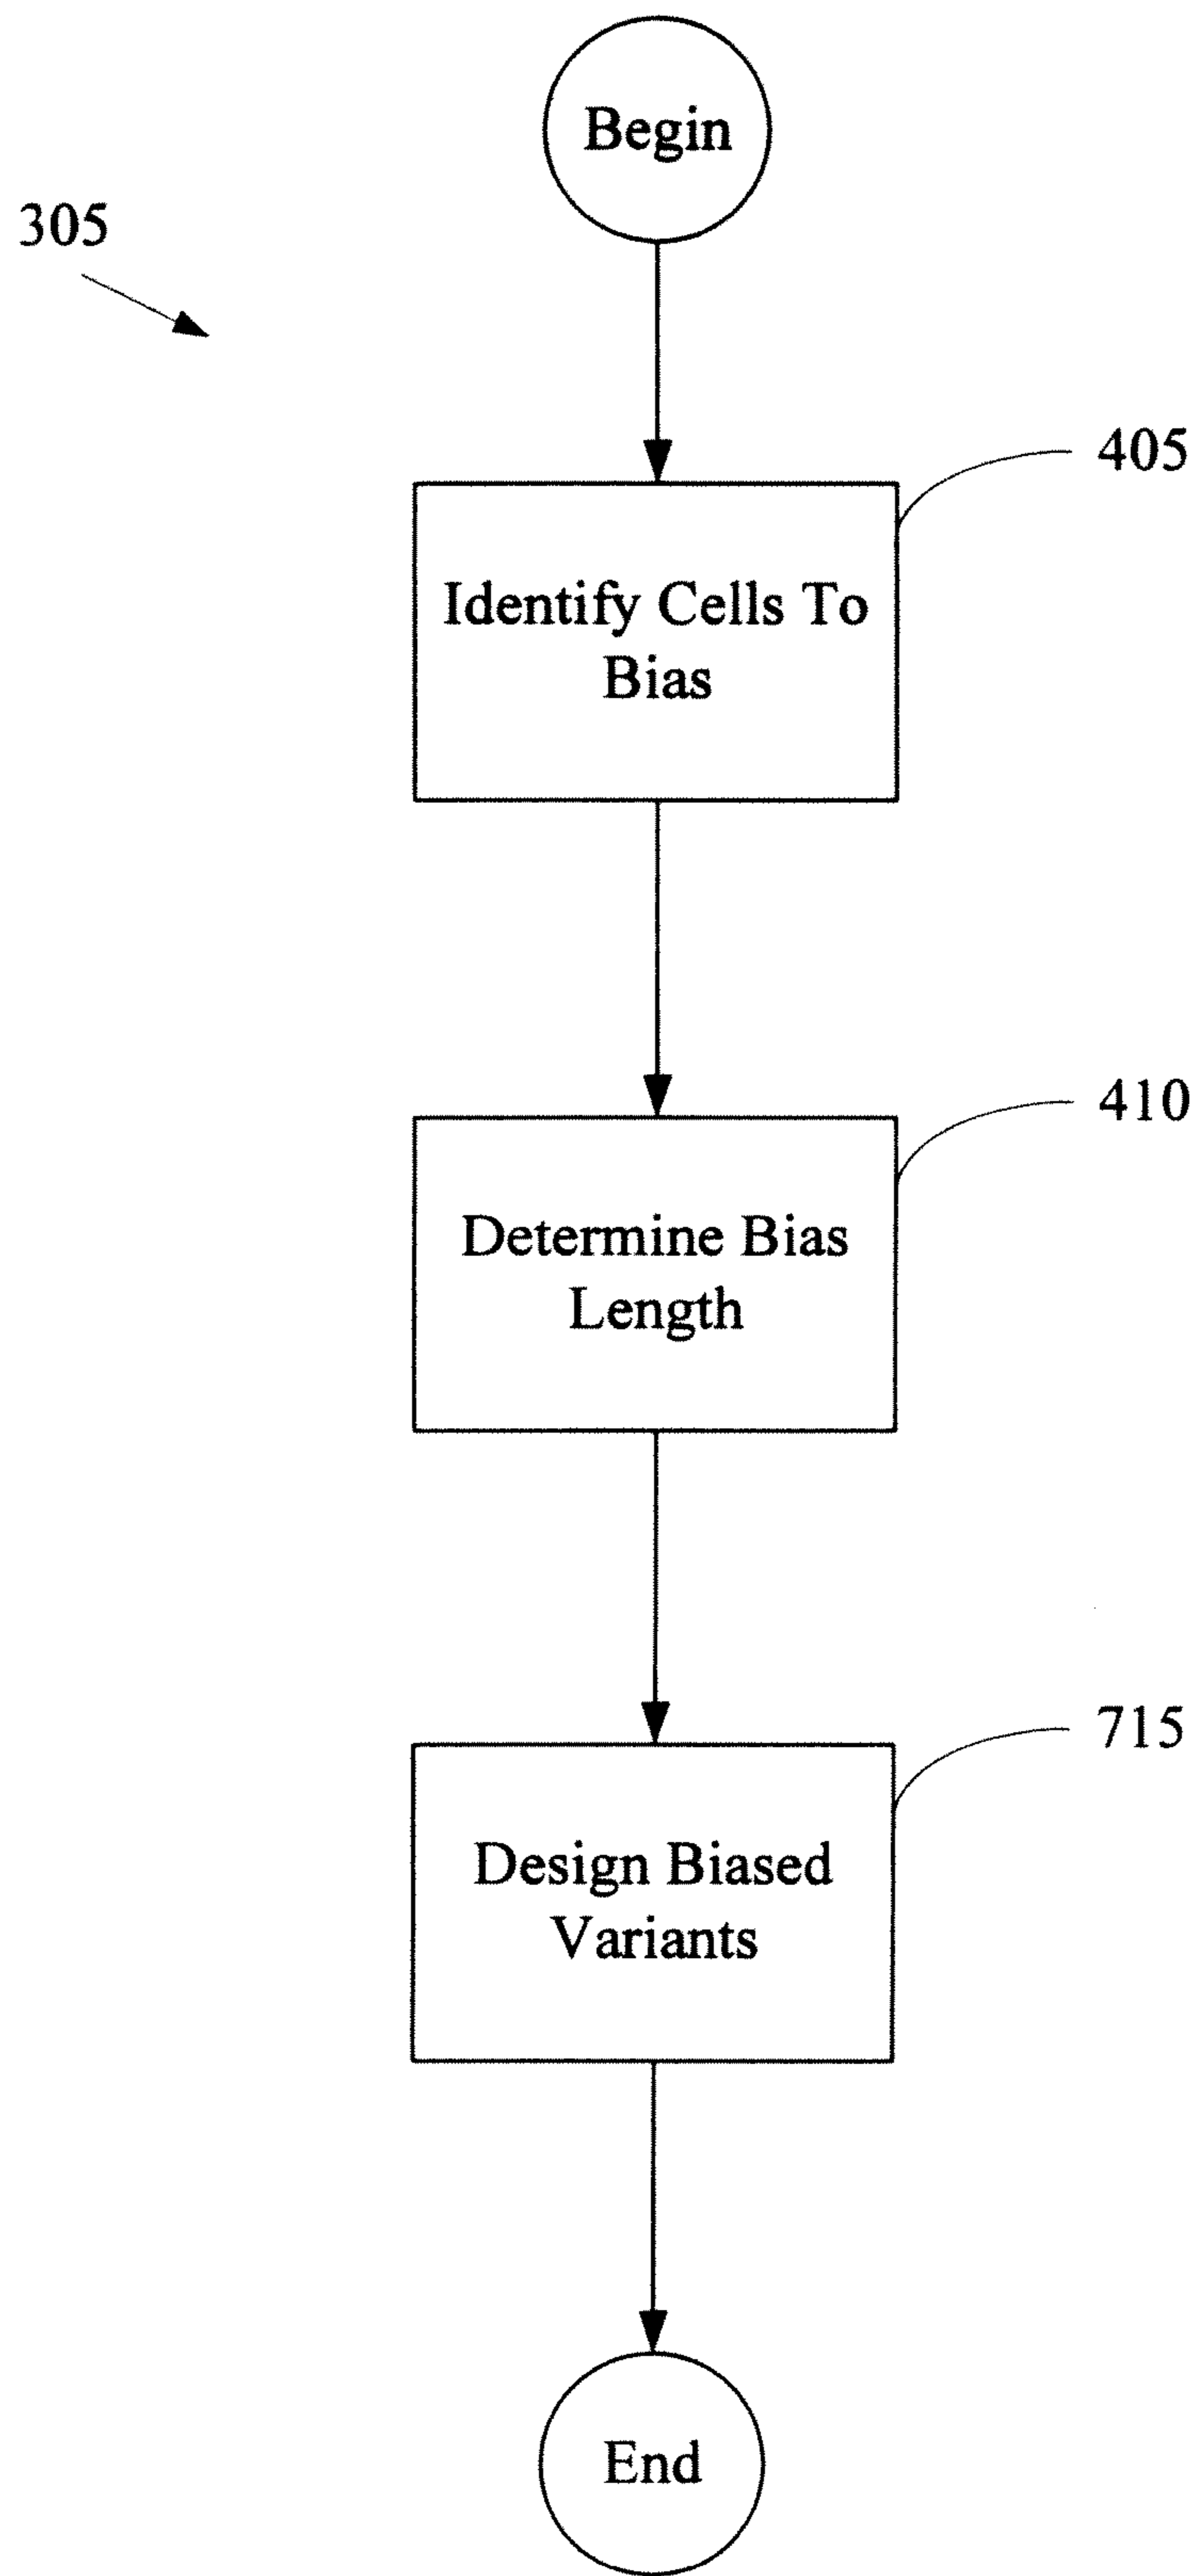 Begin
305
405
Identify Cells To
Bias
410
Determine Bias
Length
715
Design Biased
Variants
End